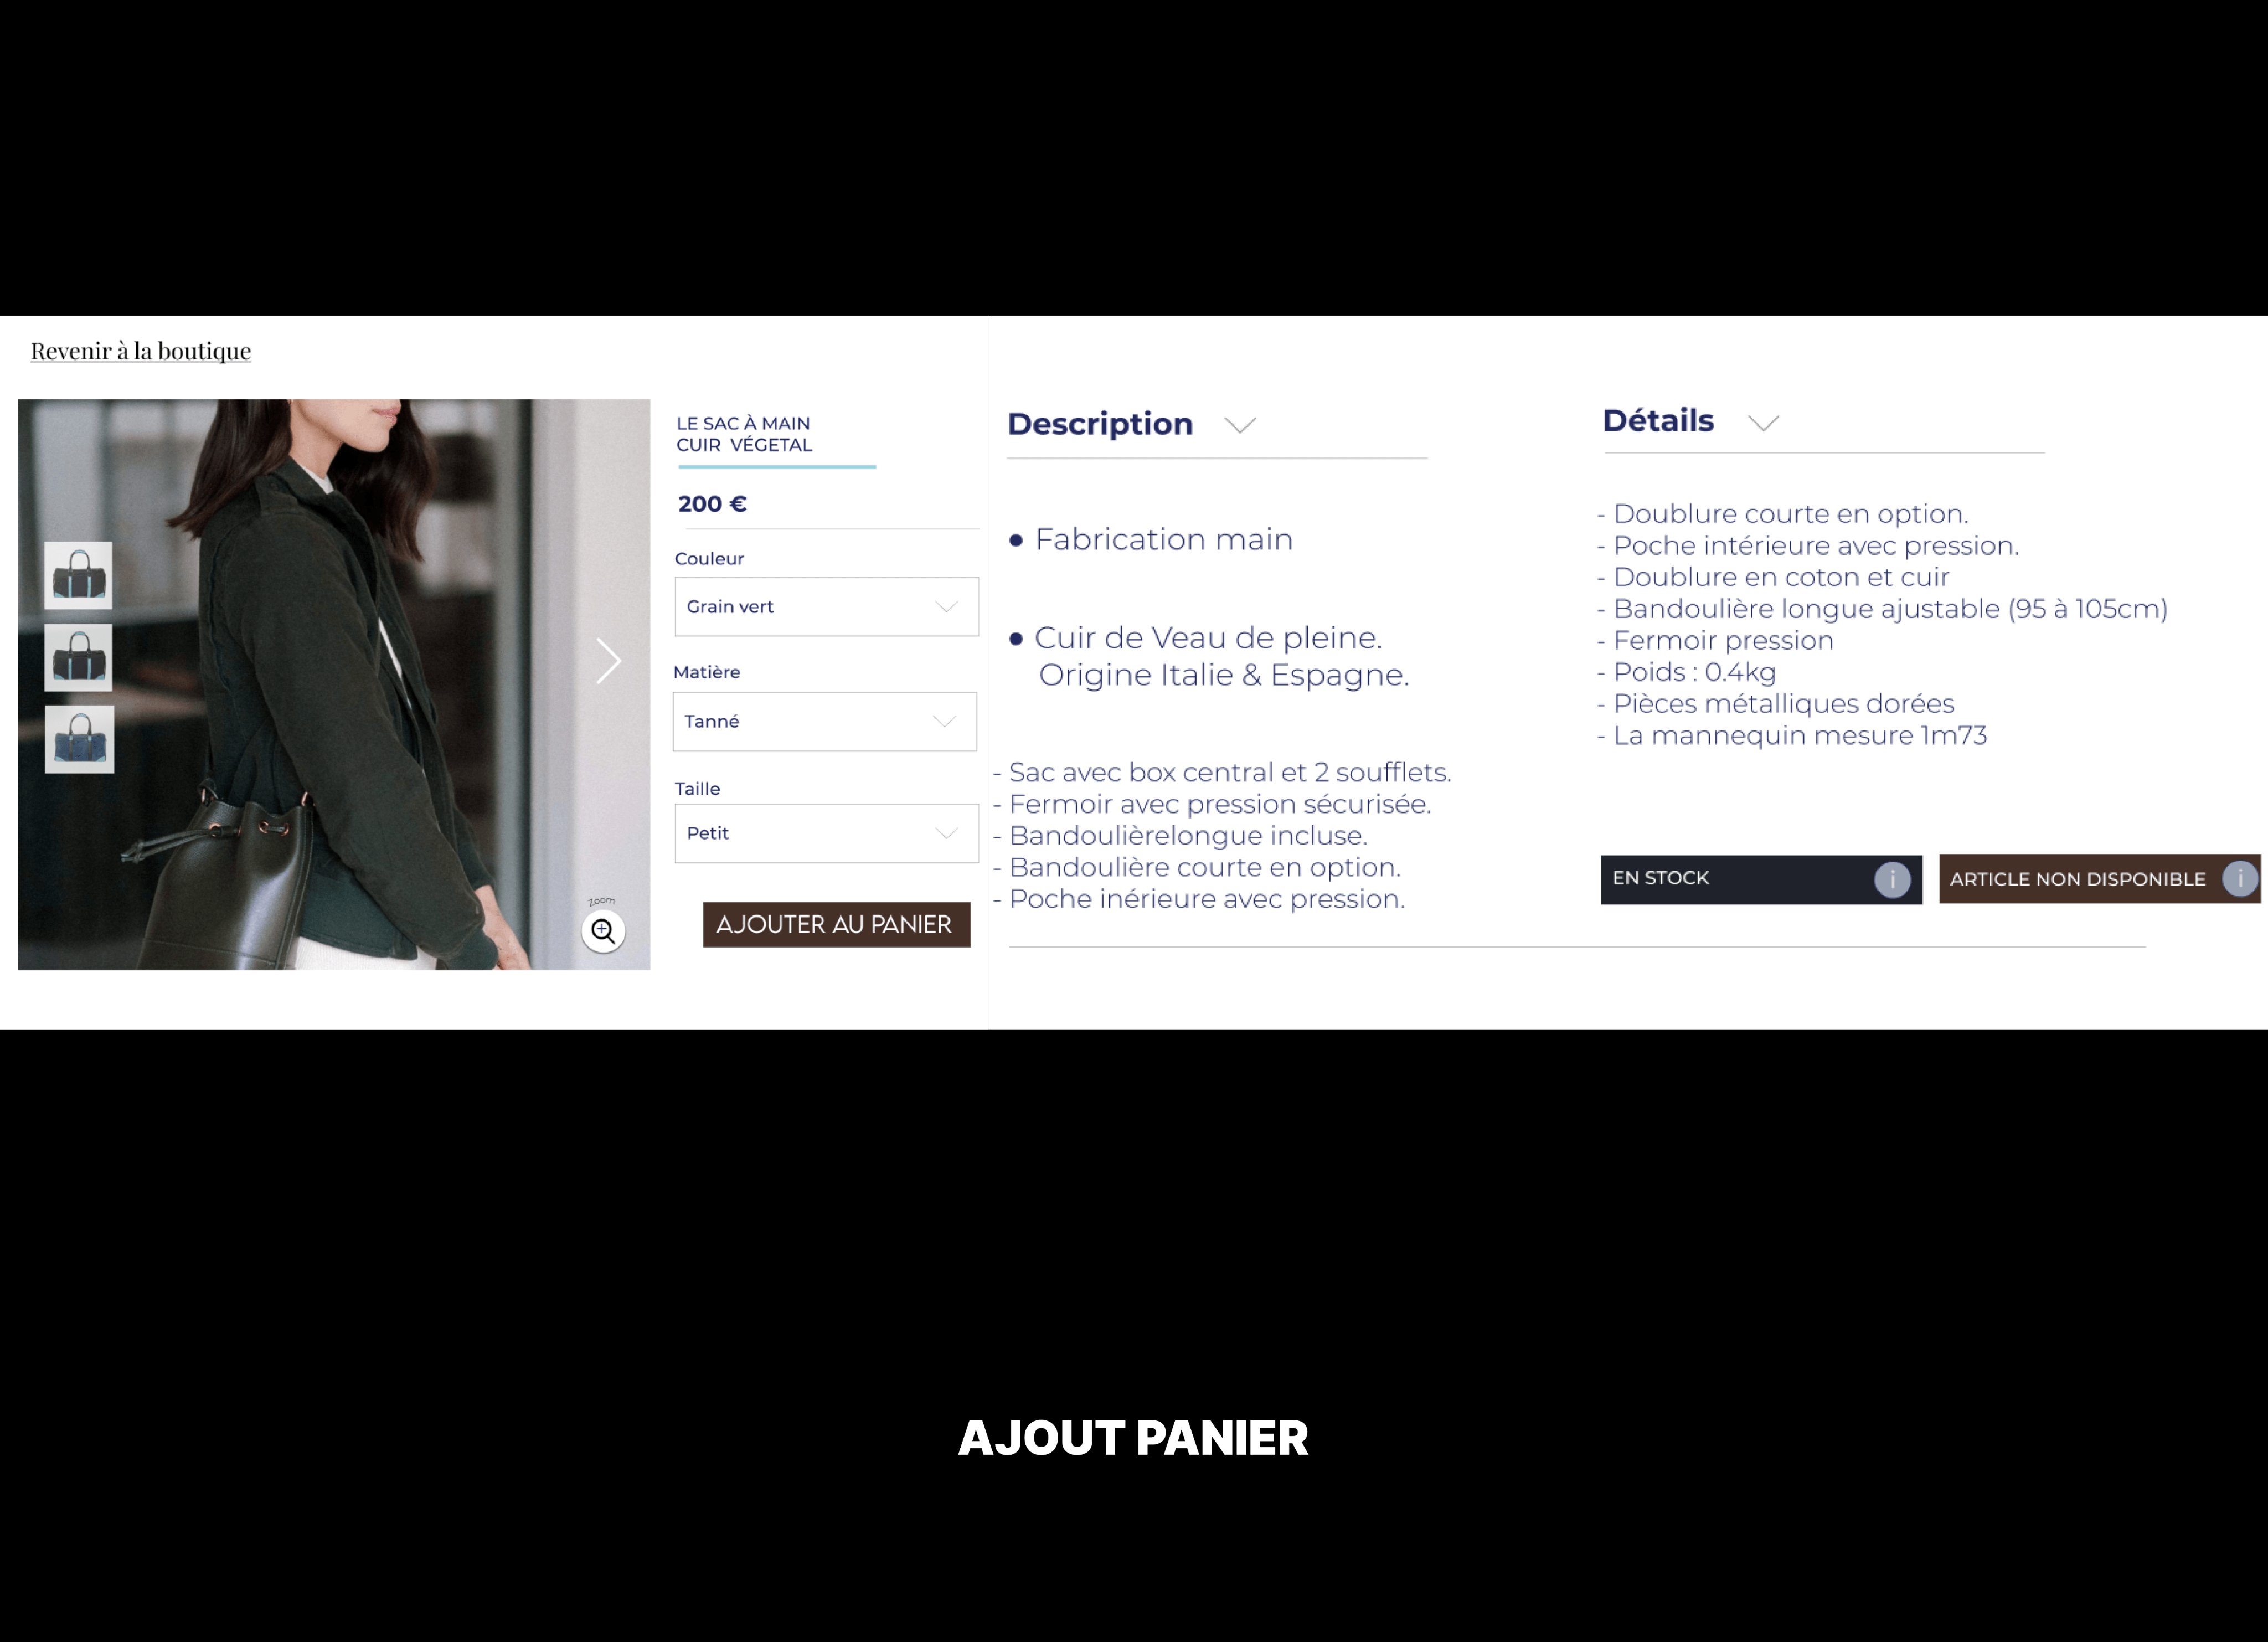 Revenir à la boutique
LE SAC À MAIN
CUIR VÉGETAL
200 €
Couleur
Grain vert
Matière
Tanné
Taille
Petit
Zoom
AJOUTER AU PANIER
Description
• Fabrication main
• Cuir de Veau de pleine.
Origine Italie & Espagne.
- Sac avec box central et 2 soufflets.
- Fermoir avec pression sécurisée.
- Bandoulièrelongue incluse.
- Bandoulière courte en option.
- Poche inérieure avec pression.
Détails
- Doublure courte en option.
- Poche intérieure avec pression.
- Doublure en coton et cuir
- Bandoulière longue ajustable (95 à 105cm)
- Fermoir pression
- Poids : 0.4kg
- Pièces métalliques dorées
- La mannequin mesure 1m73
EN STOCK i
ARTICLE NON DISPONIBLE i
AJOUT PANIER